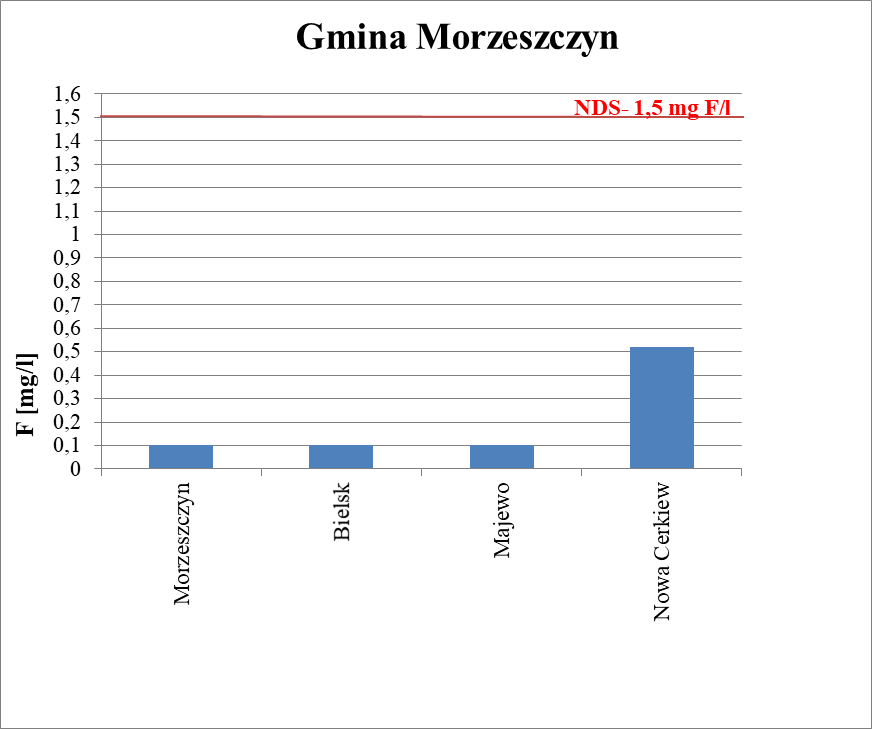 Gmina Morzeszczyn
NDS- 1,5 mg F/l
F [mg/l]
1,6
1,5
1,4
1,3
1,2
1,1
1
0,9
0,8
0,7
0,6
0,5
0,4
0,3
0,2
0,1
0
Morzeszczyn
Bielsk
Majewo
Nowa Cerkiew